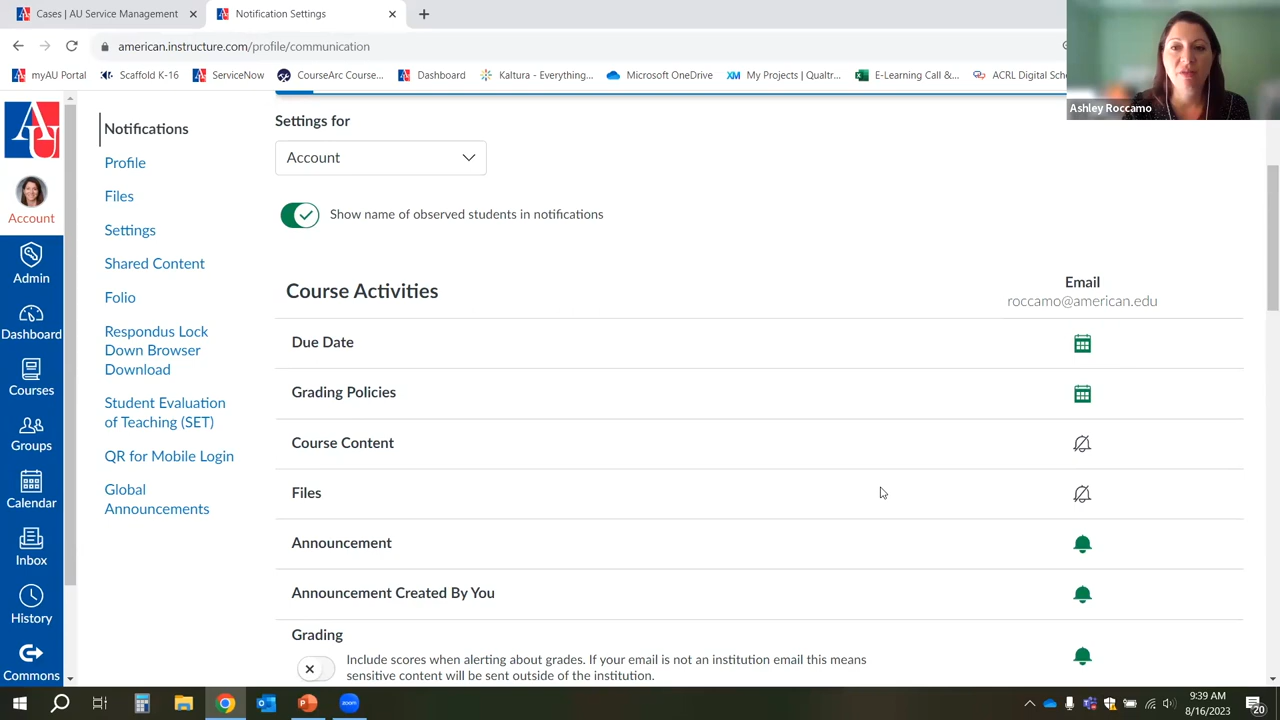 Cases | AU Service Management
Notification Settings
american.instructure.com/profile/communication
myAU Portal
Scaffold K-16
ServiceNow
CourseArc Course...
Dashboard
Kaltura - Everything...
Microsoft OneDrive
My Projects | Qualtr...
E-Learning Call &...
ACRL Digital Sch
Ashley Roccamo
AU
Account
Admin
Dashboard
Courses
Groups
Calendar
Inbox
History
Commons
Notifications
Profile
Files
Settings
Shared Content
Folio
Respondus Lock
Down Browser
Download
Student Evaluation
of Teaching (SET)
QR for Mobile Login
Global
Announcements
Settings for
Account
Show name of observed students in notifications
Course Activities
Email
roccamo@american.edu
Due Date
Grading Policies
Course Content
Files
Announcement
Announcement Created By You
Grading
Include scores when alerting about grades. If your email is not an institution email this means
sensitive content will be sent outside of the institution.
9:39 AM
8/16/2023
20